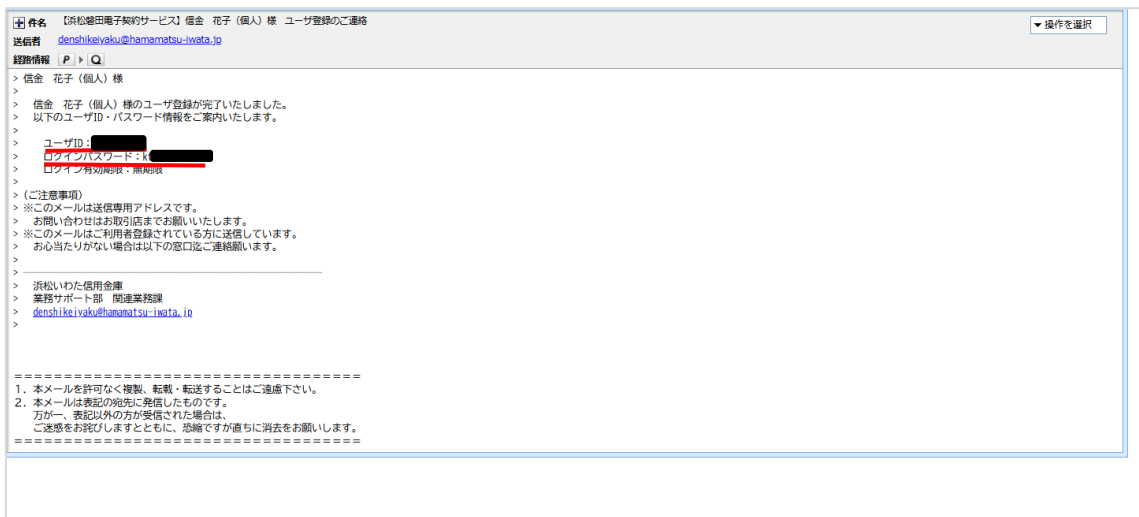 件名 【浜松磐田電子契約サービス】信金 花子（個人）様 ユーザ登録のご連絡
▼操作を選択
送信者 denshikeiyaku@hamamatsu-iwata.jp
経路情報 P Q
> 信金 花子（個人）様
>
> 信金 花子（個人）様のユーザ登録が完了いたしました。
> 以下のユーザID・パスワード情報をご案内いたします。
>
> ユーザID：
> ログインパスワード：k
> ログイン有効期限：無期限
>
> （ご注意事項）
> ※このメールは送信専用アドレスです。
> お問い合わせはお取引店までお願いいたします。
> ※このメールはご利用者登録されている方に送信しています。
> お心当たりがない場合は以下の窓口迄ご連絡願います。
>
> ――――――――――――――――――――――――
> 浜松いわた信用金庫
> 業務サポート部 関連業務課
> denshikeiyaku@hamamatsu-iwata.jp
>
＝＝＝＝＝＝＝＝＝＝＝＝＝＝＝＝＝＝＝＝＝＝＝＝＝＝＝＝＝＝＝＝＝＝＝
1．本メールを許可なく複製、転載・転送することはご遠慮下さい。
2．本メールは表記の宛先に発信したものです。
万が一、表記以外の方が受信された場合は、
ご迷惑をお詫びしますとともに、恐縮ですが直ちに消去をお願いします。
＝＝＝＝＝＝＝＝＝＝＝＝＝＝＝＝＝＝＝＝＝＝＝＝＝＝＝＝＝＝＝＝＝＝＝